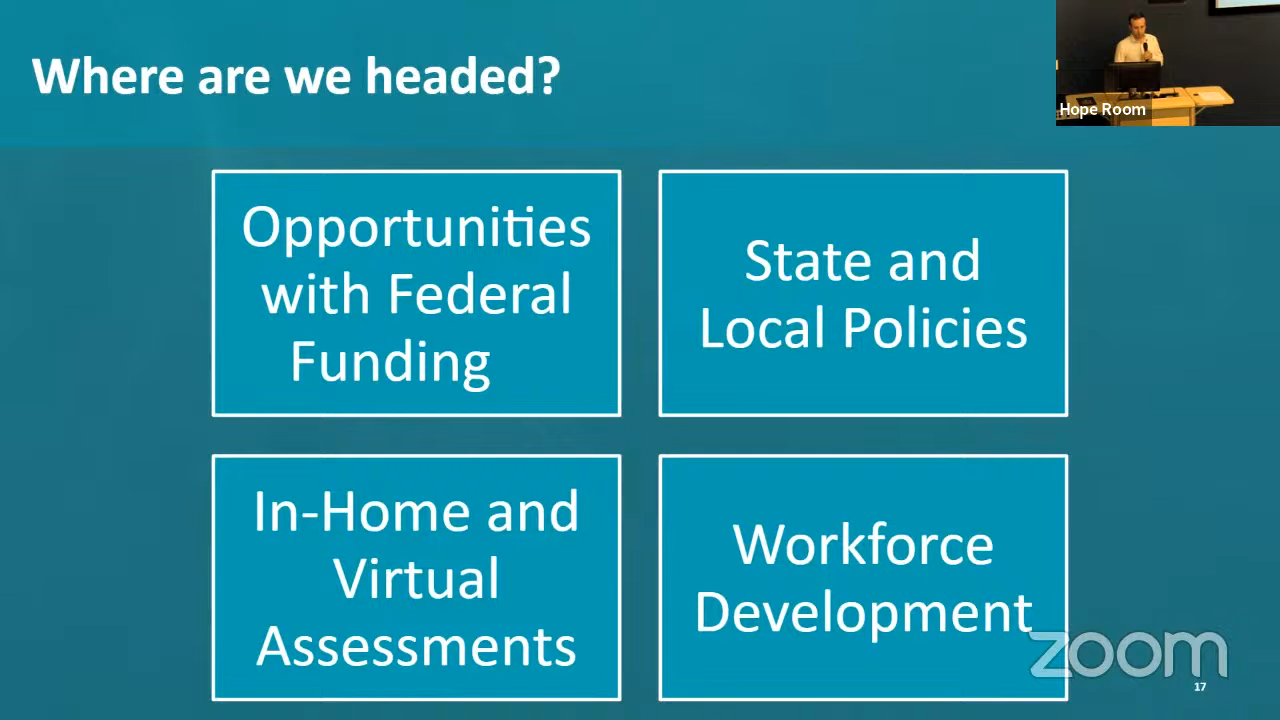 Where are we headed?
Hope Room
Opportunities
with Federal
Funding
State and
Local Policies
In-Home and
Virtual
Assessments
Workforce
Development
zoom
17